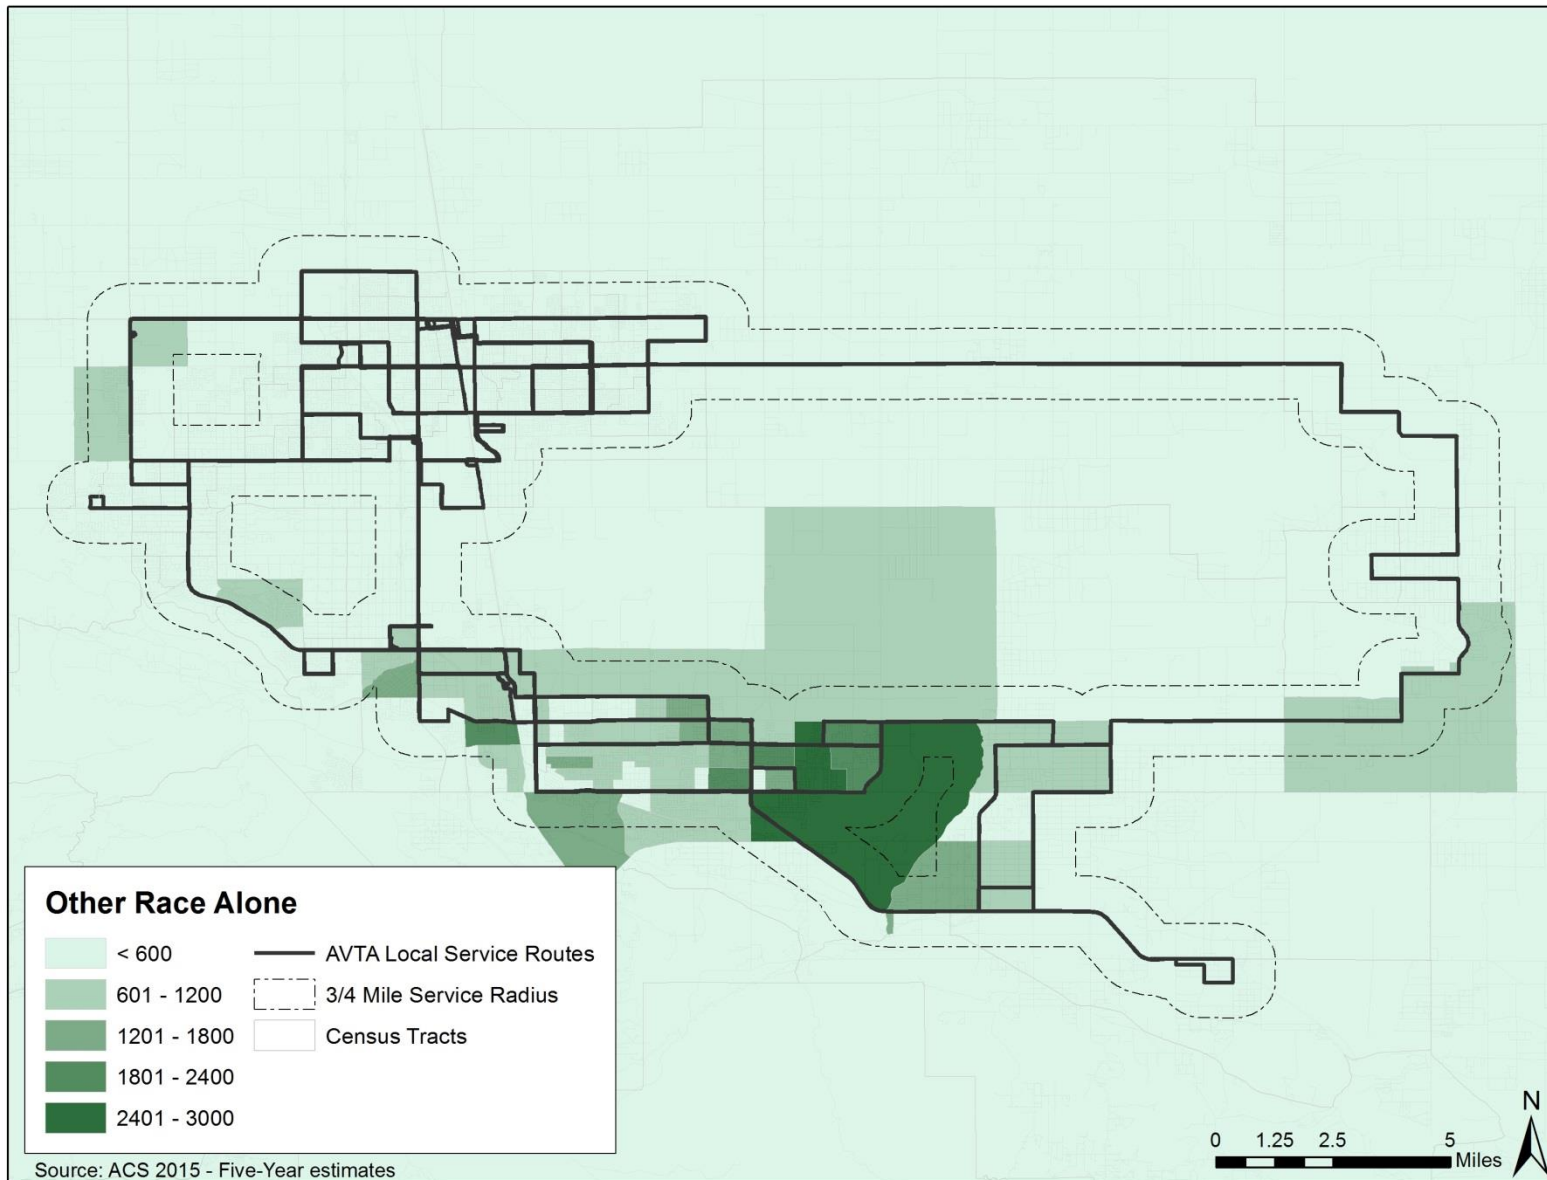 Other Race Alone
< 600
601 - 1200
1201 - 1800
1801 - 2400
2401 - 3000
AVTA Local Service Routes
3/4 Mile Service Radius
Census Tracts
Source: ACS 2015 - Five-Year estimates
N
0 1.25 2.5 5
Miles